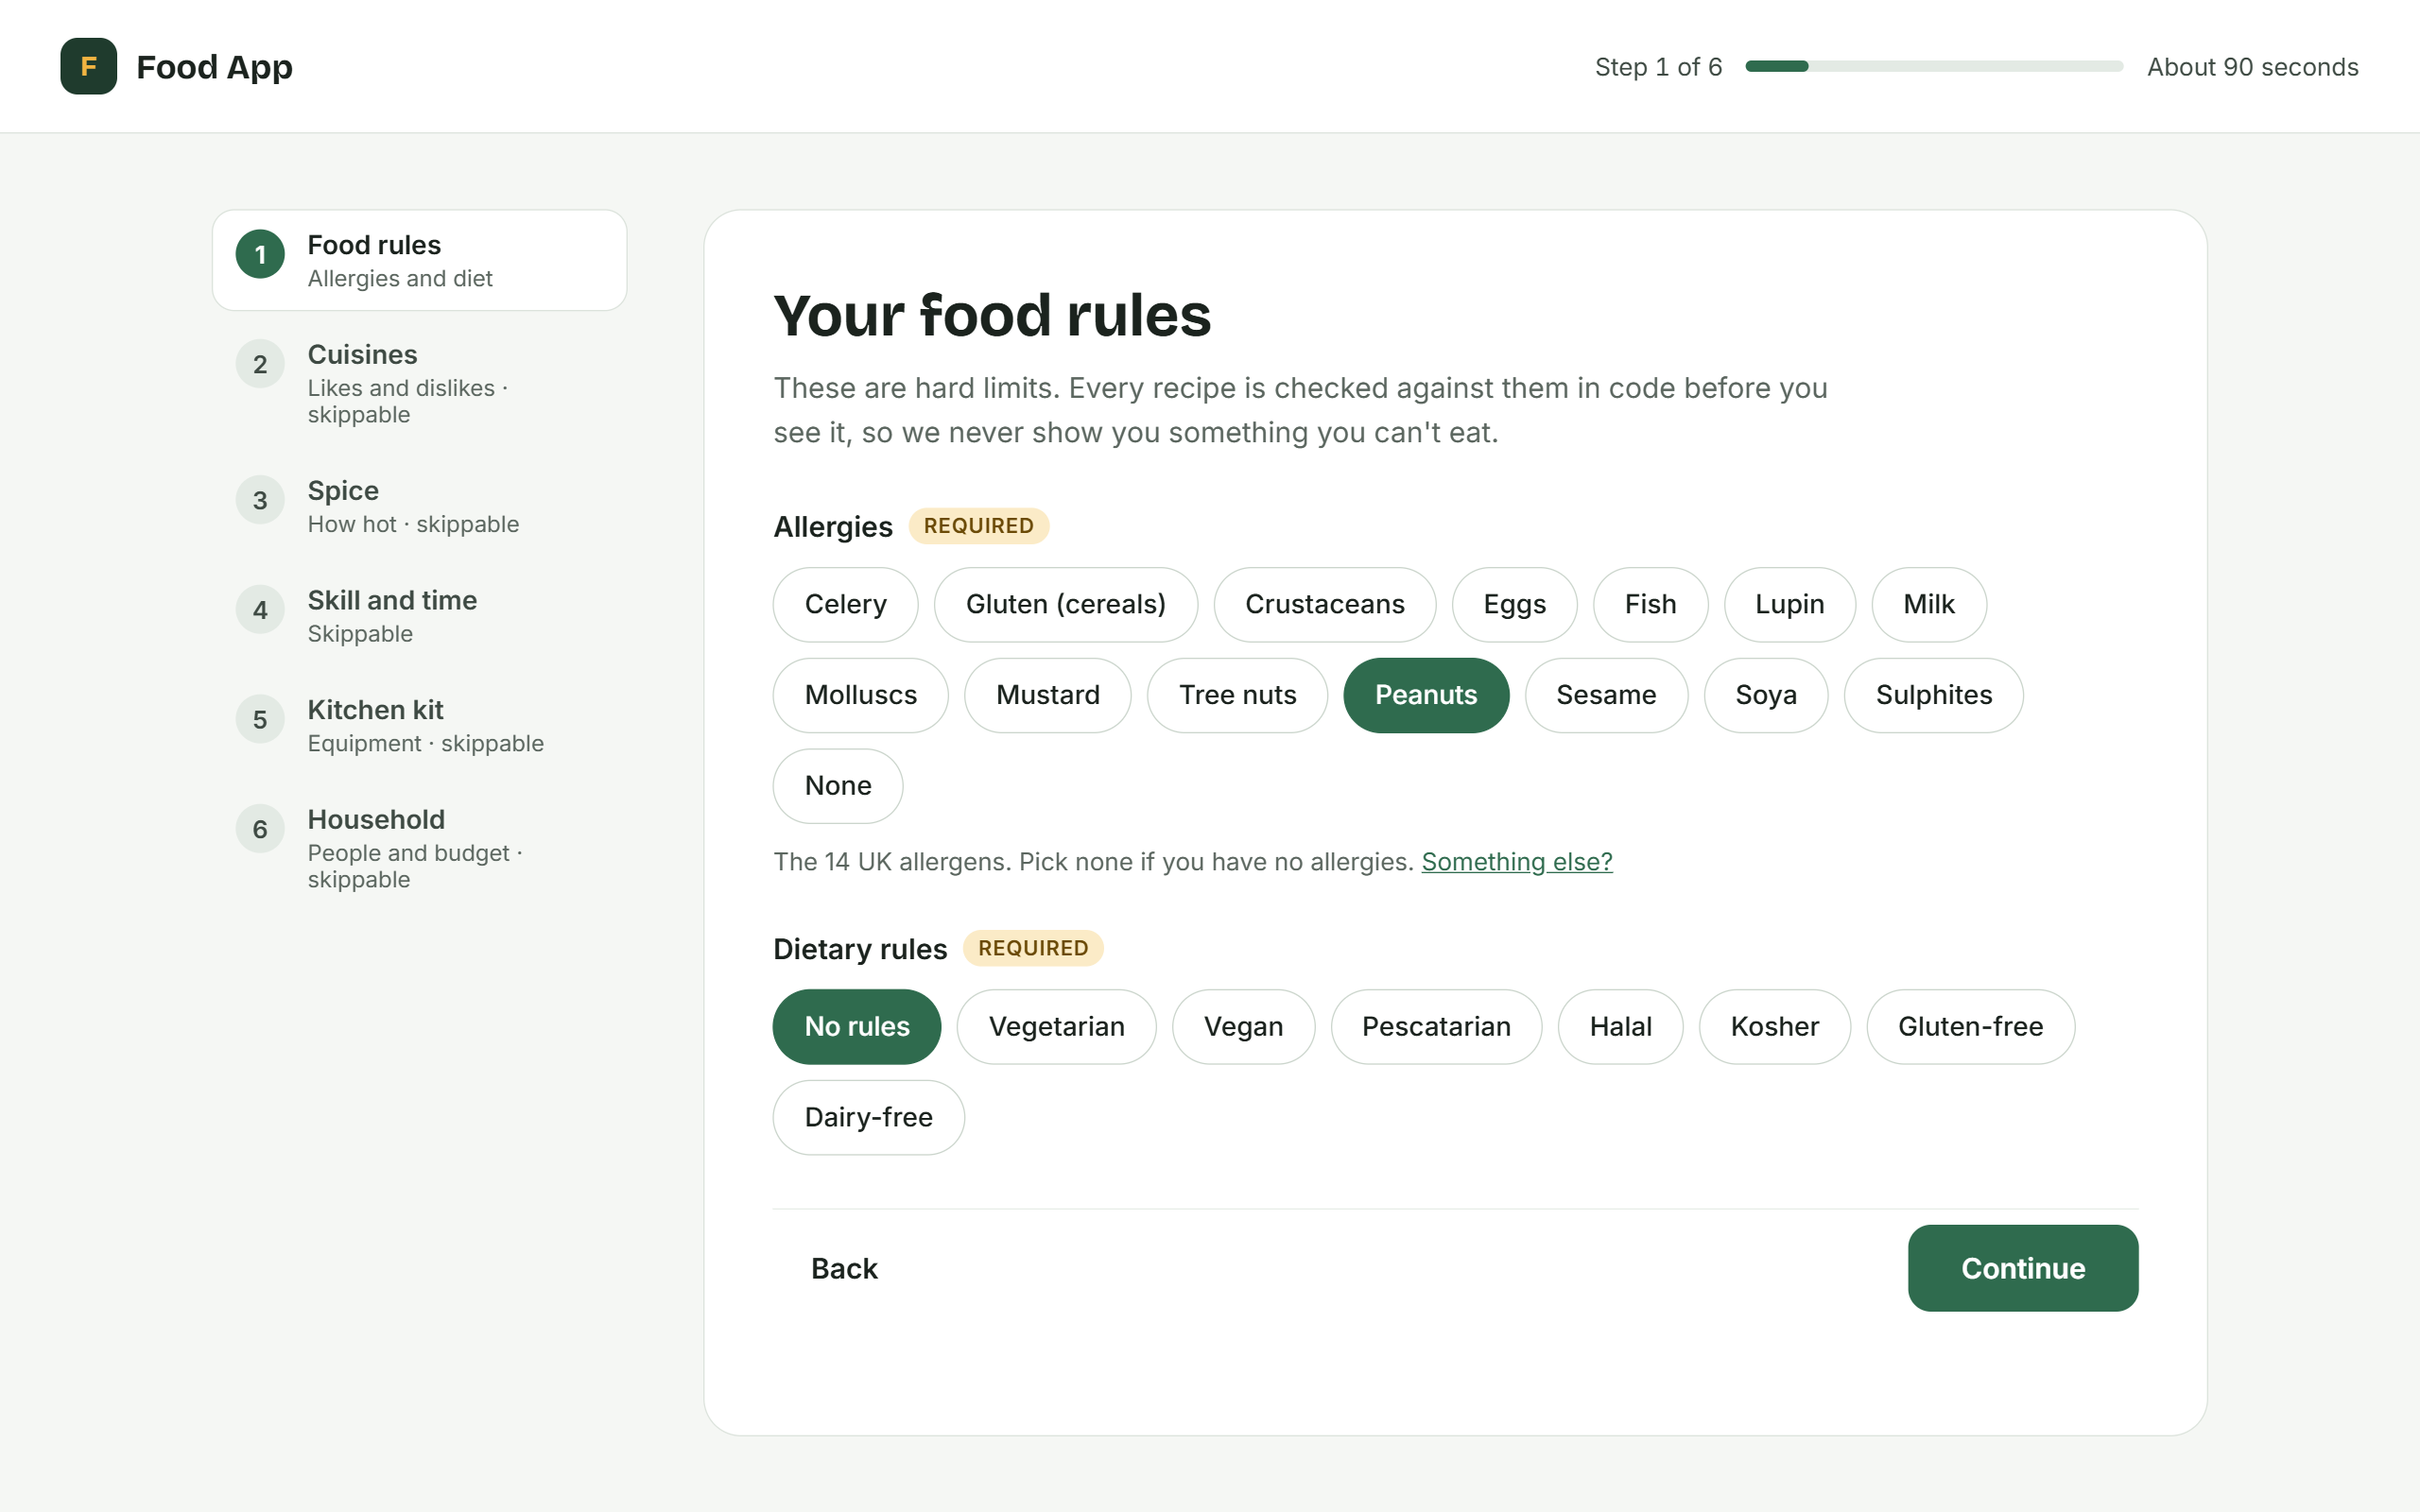 F
Food App
Step 1 of 6
About 90 seconds
1
Food rules
Allergies and diet
2
Cuisines
Likes and dislikes ·
skippable
3
Spice
How hot · skippable
4
Skill and time
Skippable
5
Kitchen kit
Equipment · skippable
6
Household
People and budget ·
skippable
Your food rules
These are hard limits. Every recipe is checked against them in code before you
see it, so we never show you something you can't eat.
Allergies REQUIRED
Celery Gluten (cereals) Crustaceans Eggs Fish Lupin Milk
Molluscs Mustard Tree nuts Peanuts Sesame Soya Sulphites
None
The 14 UK allergens. Pick none if you have no allergies. Something else?
Dietary rules REQUIRED
No rules Vegetarian Vegan Pescatarian Halal Kosher Gluten-free
Dairy-free
Back
Continue